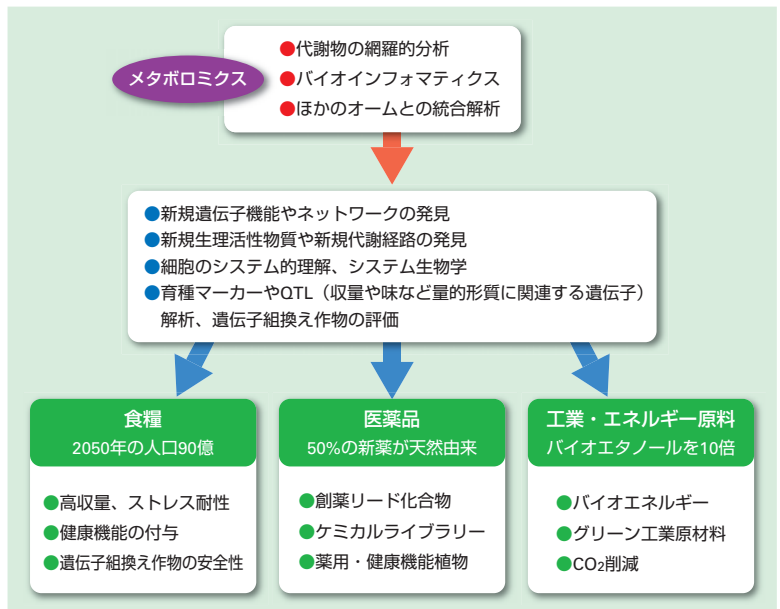 メタボロミクス
●代謝物の網羅的分析
●バイオインフォマティクス
●ほかのオームとの統合解析
●新規遺伝子機能やネットワークの発見
●新規生理活性物質や新規代謝経路の発見
●細胞のシステム的理解、システム生物学
●育種マーカーやQTL（収量や味など量的形質に関連する遺伝子）
解析、遺伝子組換え作物の評価
食糧
2050年の人口90億
●高収量、ストレス耐性
●健康機能の付与
●遺伝子組換え作物の安全性
医薬品
50%の新薬が天然由来
●創薬リード化合物
●ケミカルライブラリー
●薬用・健康機能植物
工業・エネルギー原料
バイオエタノールを10倍
●バイオエネルギー
●グリーン工業原材料
●CO₂削減